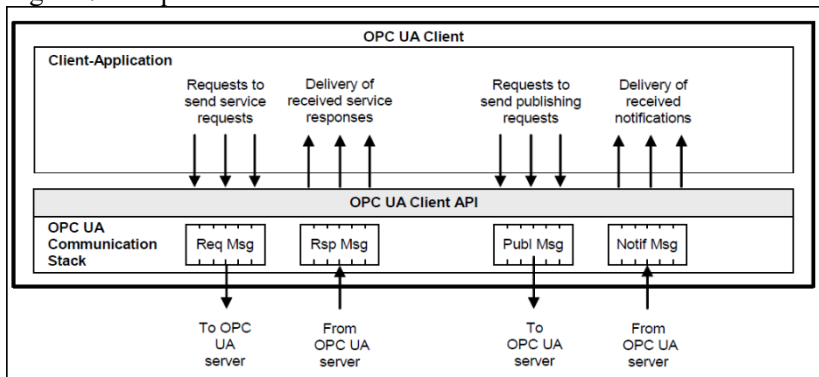 OPC UA Client
Client-Application
Requests to
send service
requests
Delivery of
received service
responses
Requests to
send publishing
requests
Delivery of
received
notifications
OPC UA Client API
OPC UA
Communication
Stack
Req Msg
Rsp Msg
Publ Msg
Notif Msg
To OPC
UA
server
From
OPC UA
server
To
OPC UA
server
From
OPC UA
server